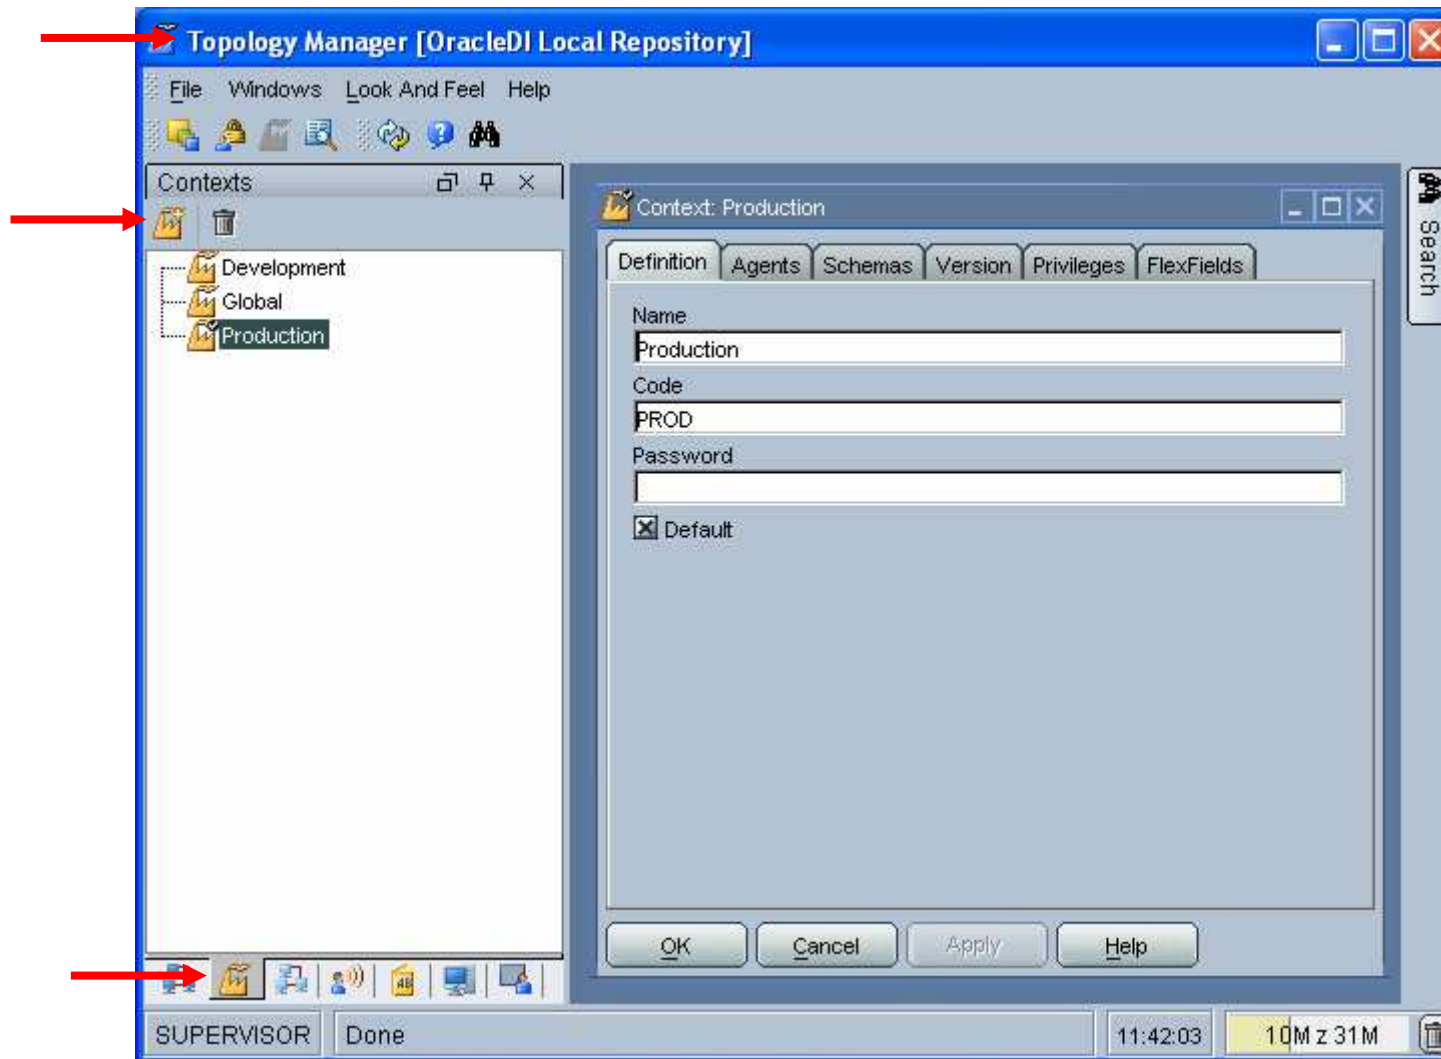 Topology Manager [OracleDI Local Repository]
File Windows Look And Feel Help
Contexts
Development
Global
Production
Context: Production
Definition Agents Schemas Version Privileges FlexFields
Name
Production
Code
PROD
Password
Default
OK Cancel Apply Help
Search
SUPERVISOR Done 11:42:03 10M z 31M